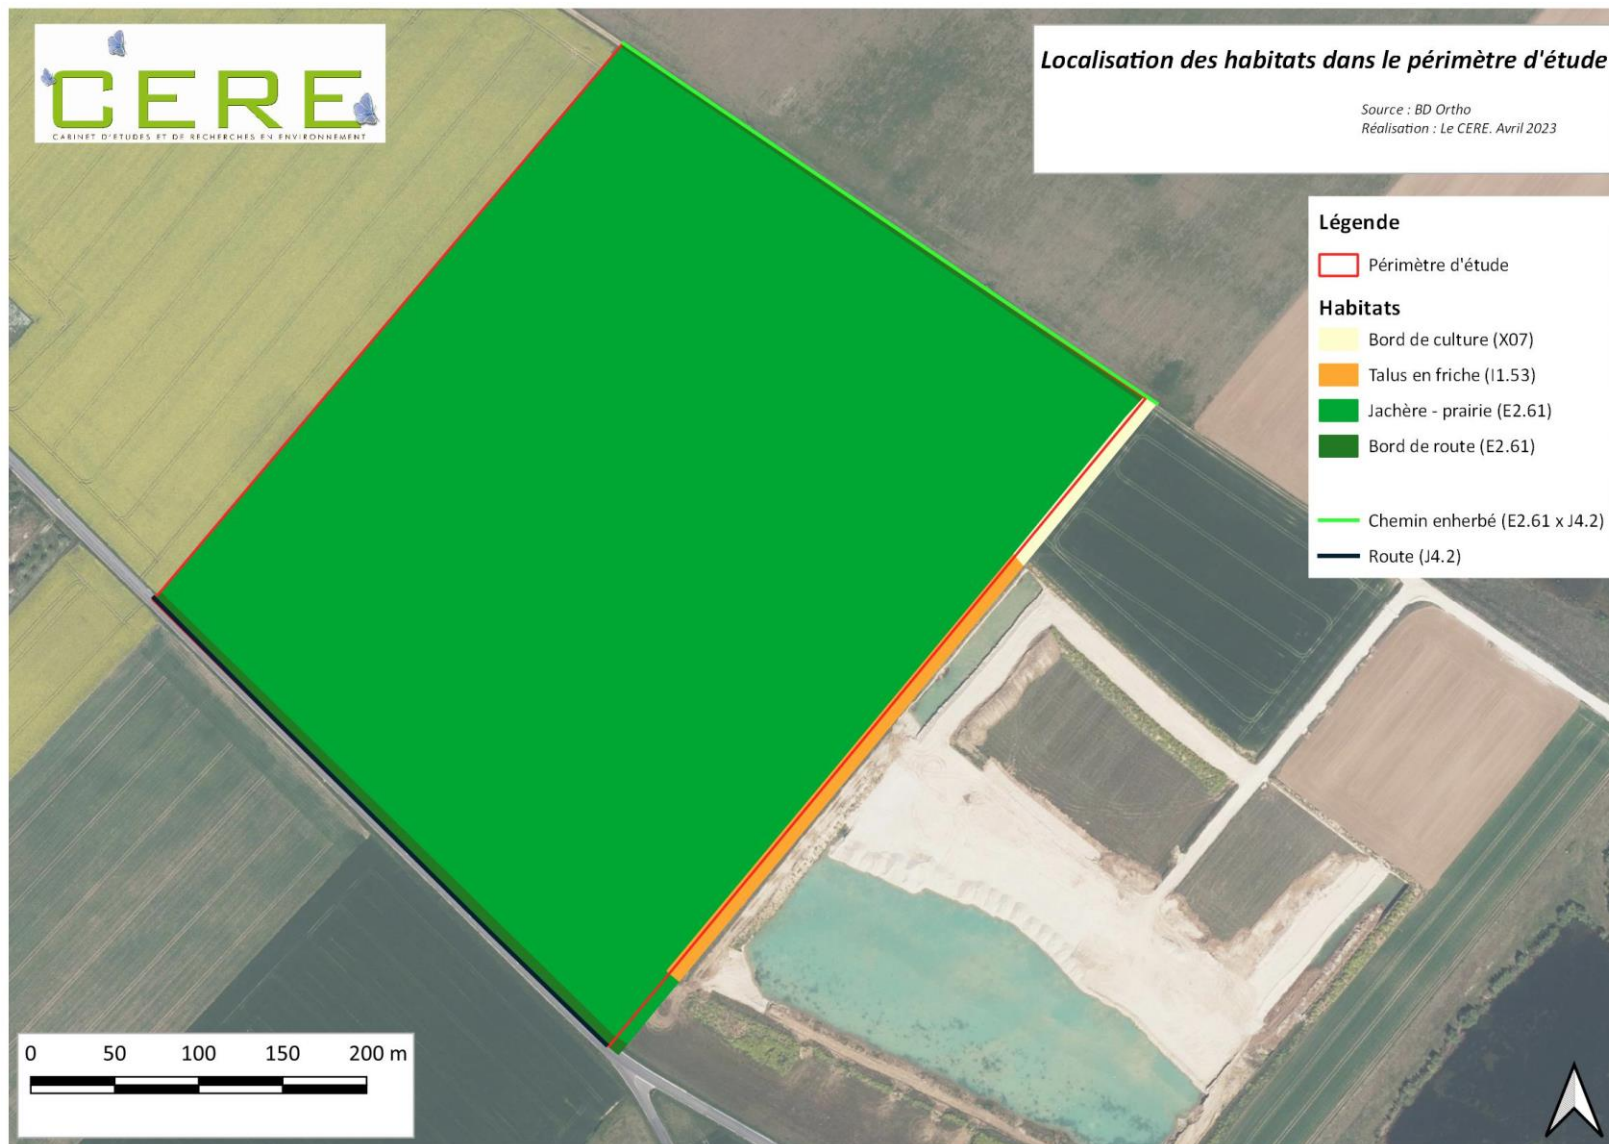 CERE
CABINET D'ETUDES ET DE RECHERCHES EN ENVIRONNEMENT
Localisation des habitats dans le périmètre d'étude
Source : BD Ortho
Réalisation : Le CERE. Avril 2023
Légende
Périmètre d'étude
Habitats
Bord de culture (X07)
Talus en friche (I1.53)
Jachère - prairie (E2.61)
Bord de route (E2.61)
Chemin enherbé (E2.61 x J4.2)
Route (J4.2)
0 50 100 150 200 m